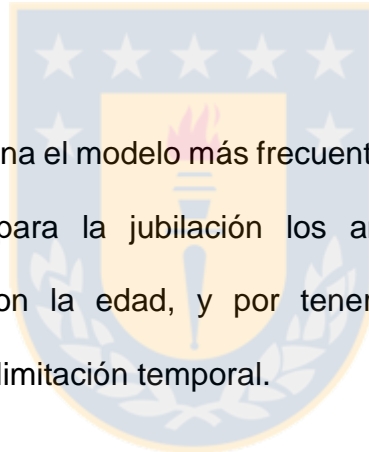 na el modelo más frecuent
para la jubilación los a
on la edad, y por tener
limitación temporal.